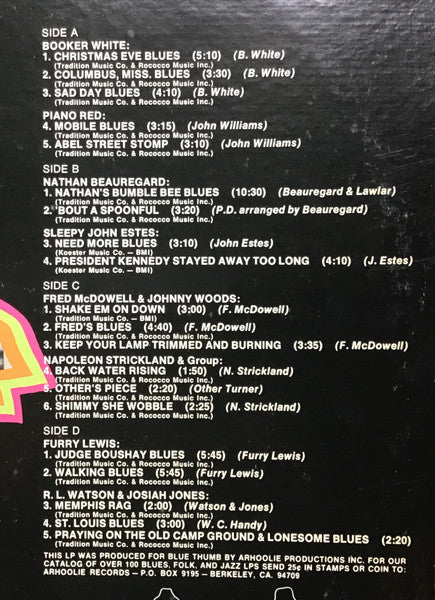 SIDE A
BOOKER WHITE:
1. CHRISTMAS EVE BLUES (5:10) (B. White)
(Tradition Music Co. & Rococco Music Inc.)
2. COLUMBUS, MISS. BLUES (3:30) (B. White)
(Tradition Music Co. & Rococco Music Inc.)
3. SAD DAY BLUES (4:10) (B. White)
(Tradition Music Co. & Rococco Music Inc.)
PIANO RED:
4. MOBILE BLUES (3:15) (John Williams)
(Tradition Music Co. & Rococco Music Inc.)
5. ABEL STREET STOMP (3:10) (John Williams)
(Tradition Music Co. & Rococco Music Inc.)
SIDE B
NATHAN BEAUREGARD:
1. NATHAN'S BUMBLE BEE BLUES (10:30) (Beauregard & Lawlar)
(Tradition Music Co. & Rococco Music Inc.)
2. 'BOUT A SPOONFUL (3:20) (P.D. arranged by Beauregard)
(Tradition Music Co. & Rococco Music Inc.)
SLEEPY JOHN ESTES:
3. NEED MORE BLUES (3:10) (John Estes)
(Koester Music Co. — BMI)
4. PRESIDENT KENNEDY STAYED AWAY TOO LONG (4:10) (J. Estes)
(Koester Music Co. — BMI)
SIDE C
FRED McDOWELL & JOHNNY WOODS:
1. SHAKE EM ON DOWN (3:00) (F. McDowell)
(Tradition Music Co. — BMI)
2. FRED'S BLUES (4:40) (F. McDowell)
(Tradition Music Co. & Rococco Music Inc.)
3. KEEP YOUR LAMP TRIMMED AND BURNING (3:35) (F. McDowell)
(Tradition Music Co. & Rococco Music Inc.)
NAPOLEON STRICKLAND & Group:
4. BACK WATER RISING (1:50) (N. Strickland)
(Tradition Music Co. & Rococco Music Inc.)
5. OTHER'S PIECE (2:20) (Other Turner)
(Tradition Music Co. & Rococco Music Inc.)
6. SHIMMY SHE WOBBLE (2:25) (N. Strickland)
(Tradition Music Co. & Rococco Music Inc.)
SIDE D
FURRY LEWIS:
1. JUDGE BOUSHAY BLUES (5:45) (Furry Lewis)
(Tradition Music Co. & Rococco Music Inc.)
2. WALKING BLUES (5:45) (Furry Lewis)
(Tradition Music Co. & Rococco Music Inc.)
R. L. WATSON & JOSIAH JONES:
3. MEMPHIS RAG (2:00) (Watson & Jones)
(Tradition Music Co. & Rococco Music Inc.)
4. ST. LOUIS BLUES (3:00) (W. C. Handy)
(Tradition Music Co. & Rococco Music Inc.)
5. PRAYING ON THE OLD CAMP GROUND & LONESOME BLUES (2:20)
(Tradition Music Co. & Rococco Music Inc.)
THIS LP WAS PRODUCED FOR BLUE THUMB BY ARHOOLIE PRODUCTIONS INC. FOR OUR
CATALOG OF OVER 100 BLUES, FOLK, AND JAZZ LPS SEND 25¢ IN STAMPS OR COIN TO:
ARHOOLIE RECORDS - P.O. BOX 9195 - BERKELEY, CA. 94709